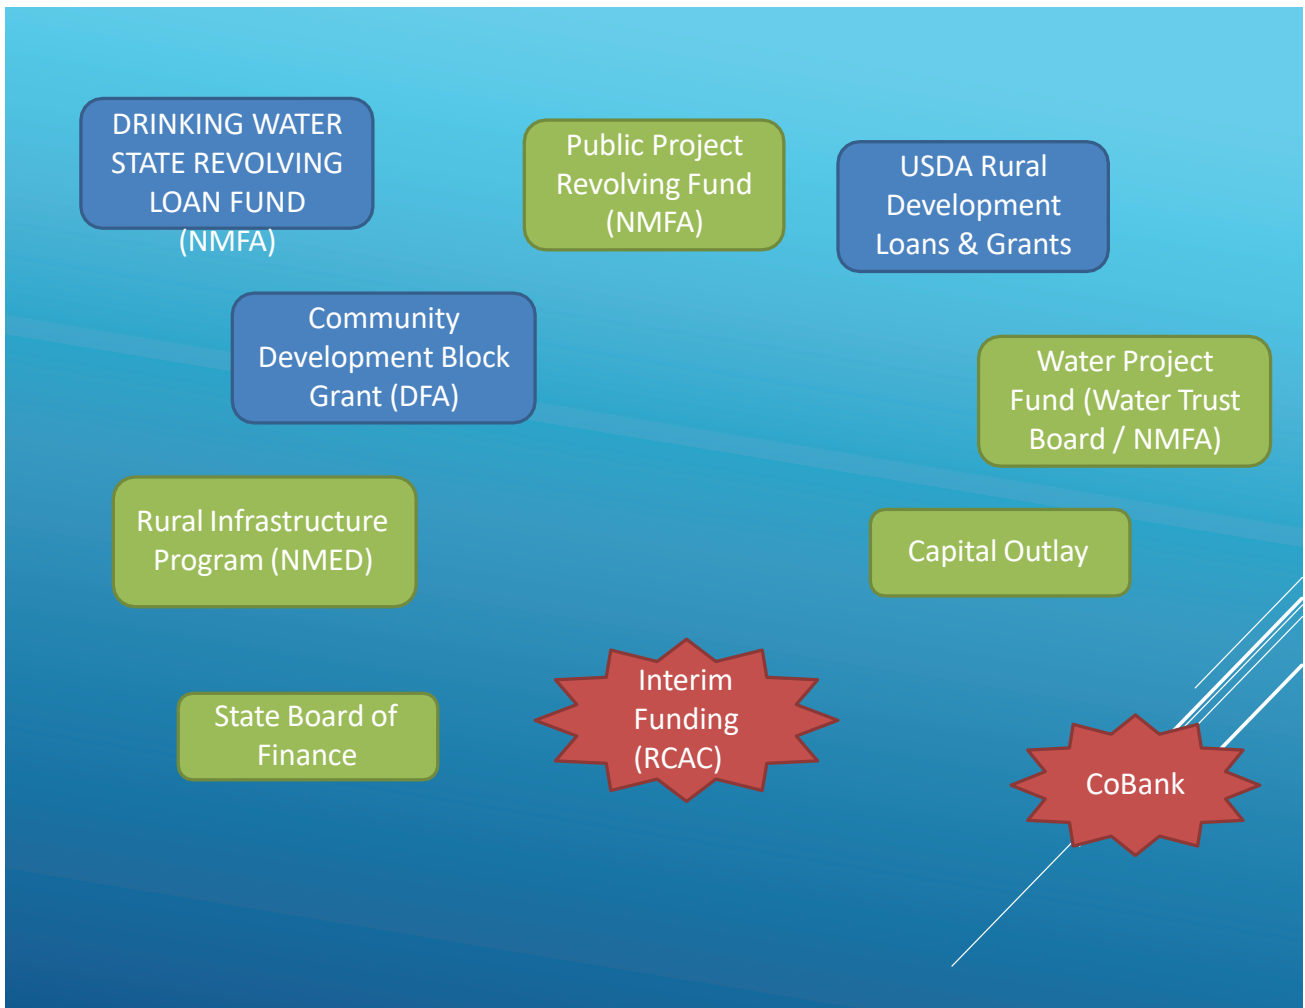 DRINKING WATER
STATE REVOLVING
LOAN FUND
(NMFA)
Public Project
Revolving Fund
(NMFA)
USDA Rural
Development
Loans & Grants
Community
Development Block
Grant (DFA)
Water Project
Fund (Water Trust
Board / NMFA)
Rural Infrastructure
Program (NMED)
Capital Outlay
State Board of
Finance
Interim
Funding
(RCAC)
CoBank